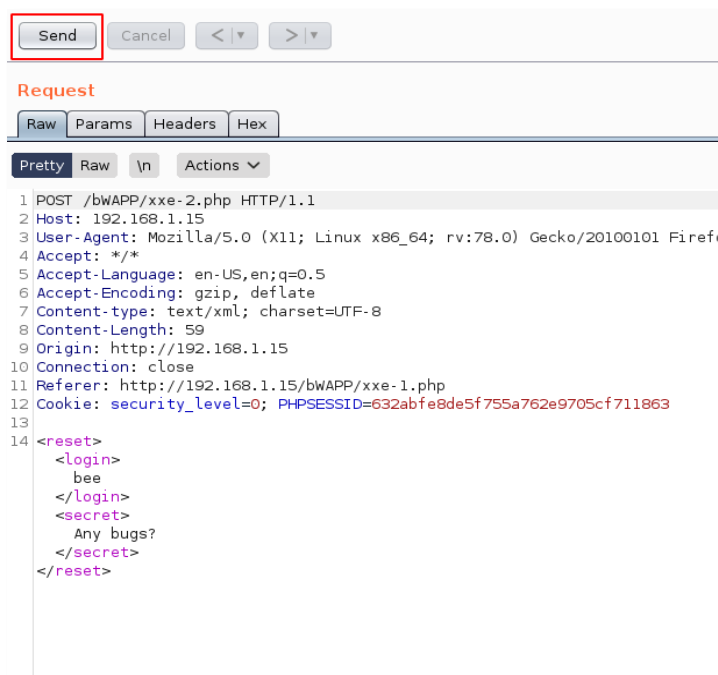 Send Cancel < ▼ > ▼
Request
Raw Params Headers Hex
Pretty Raw \n Actions
1 POST /bWAPP/xxe-2.php HTTP/1.1
2 Host: 192.168.1.15
3 User-Agent: Mozilla/5.0 (X11; Linux x86_64; rv:78.0) Gecko/20100101
4 Accept: */*
5 Accept-Language: en-US,en;q=0.5
6 Accept-Encoding: gzip, deflate
7 Content-type: text/xml; charset=UTF-8
8 Content-Length: 59
9 Origin: http://192.168.1.15
10 Connection: close
11 Referer: http://192.168.1.15/bWAPP/xxe-1.php
12 Cookie: security_level=0; PHPSESSID=632abfe8de5f755a762e9705cf711863
13
14 <reset>
<login>
bee
</login>
<secret>
Any bugs?
</secret>
</reset>